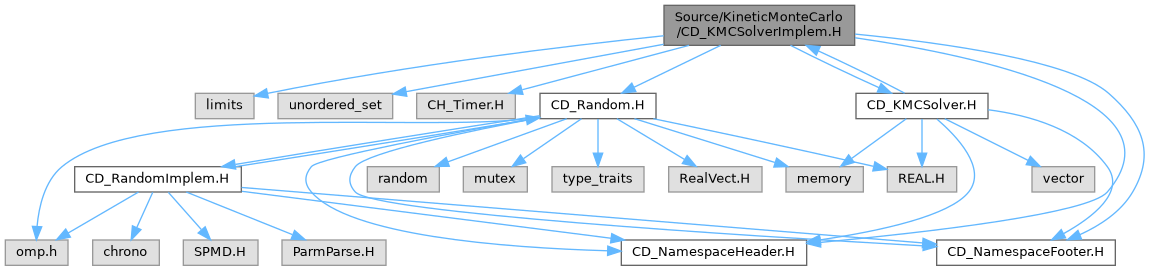 Source/KineticMonteCarlo
/CD_KMCSolverImplem.H
limits
unordered_set
CH_Timer.H
CD_Random.H
CD_KMCSolver.H
CD_RandomImplem.H
random
mutex
type_traits
RealVect.H
memory
REAL.H
vector
omp.h
chrono
SPMD.H
ParmParse.H
CD_NamespaceHeader.H
CD_NamespaceFooter.H